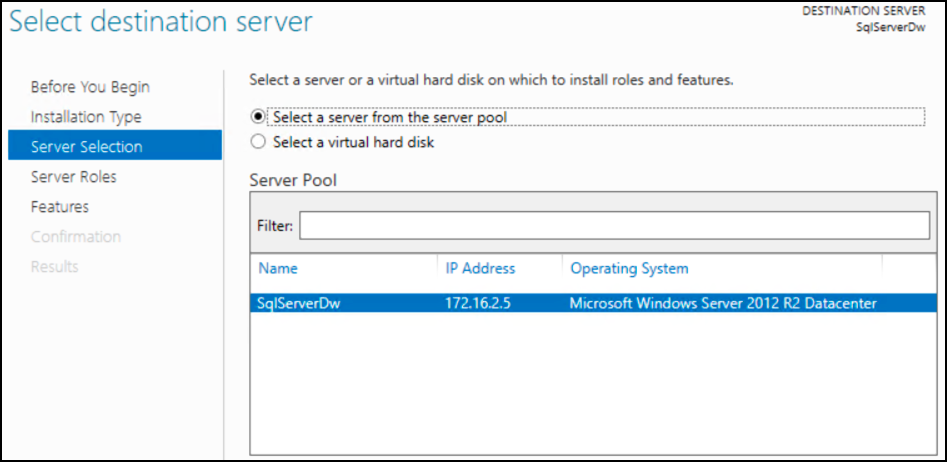 Select destination server
DESTINATION SERVER
SqlServerDw
Before You Begin
Installation Type
Server Selection
Server Roles
Features
Confirmation
Results
Select a server or a virtual hard disk on which to install roles and features.
Select a server from the server pool
Select a virtual hard disk
Server Pool
Filter:
Name IP Address Operating System
SqlServerDw 172.16.2.5 Microsoft Windows Server 2012 R2 Datacenter